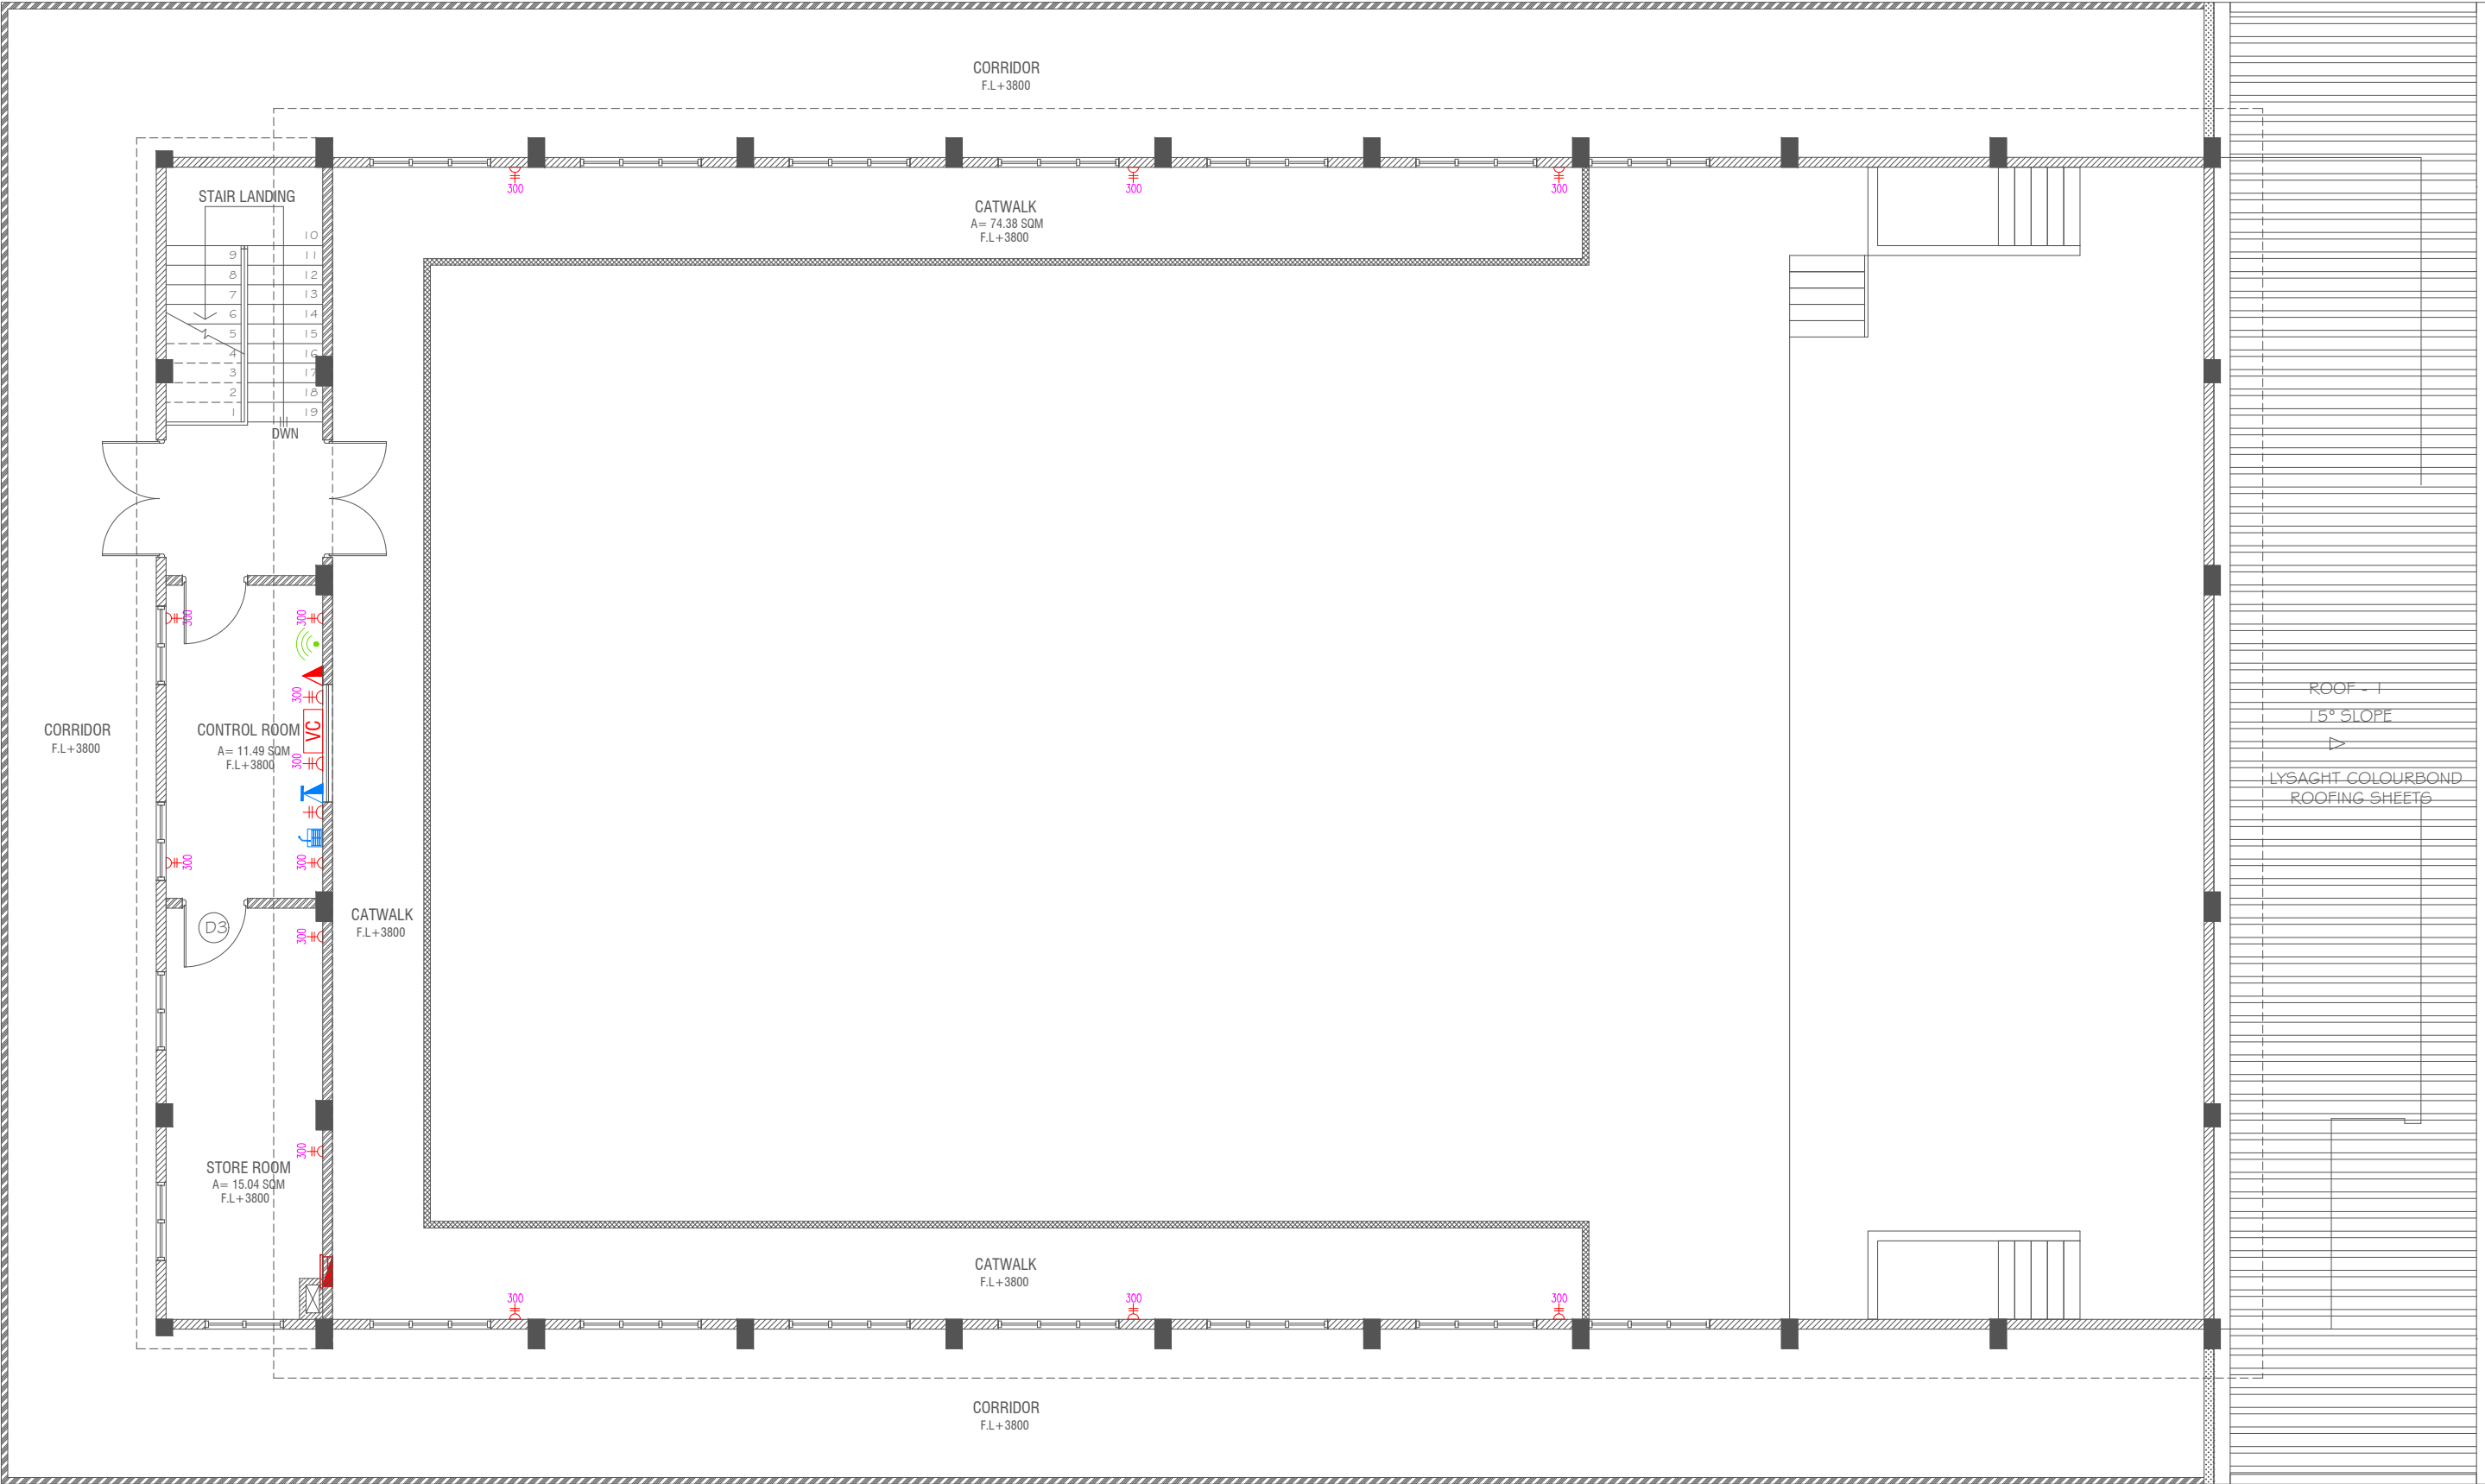 CORRIDOR
F.L+3800
300
300
300
CATWALK
A= 74.38 SQM
F.L+3800
STAIR LANDING
10
9
11
8
12
7
13
6
14
5
15
4
16
3
17
2
18
1
19
DWN
300
300
300
VC
CORRIDOR
F.L+3800
CONTROL ROOM
A= 11.49 SQM
F.L+3800
300
300
300
D3
CATWALK
F.L+3800
300
300
STORE ROOM
A= 15.04 SQM
F.L+3800
ROOF - 1
15° SLOPE
LYSAGHT COLOURBOND
ROOFING SHEETS
CATWALK
F.L+3800
300
300
300
CORRIDOR
F.L+3800